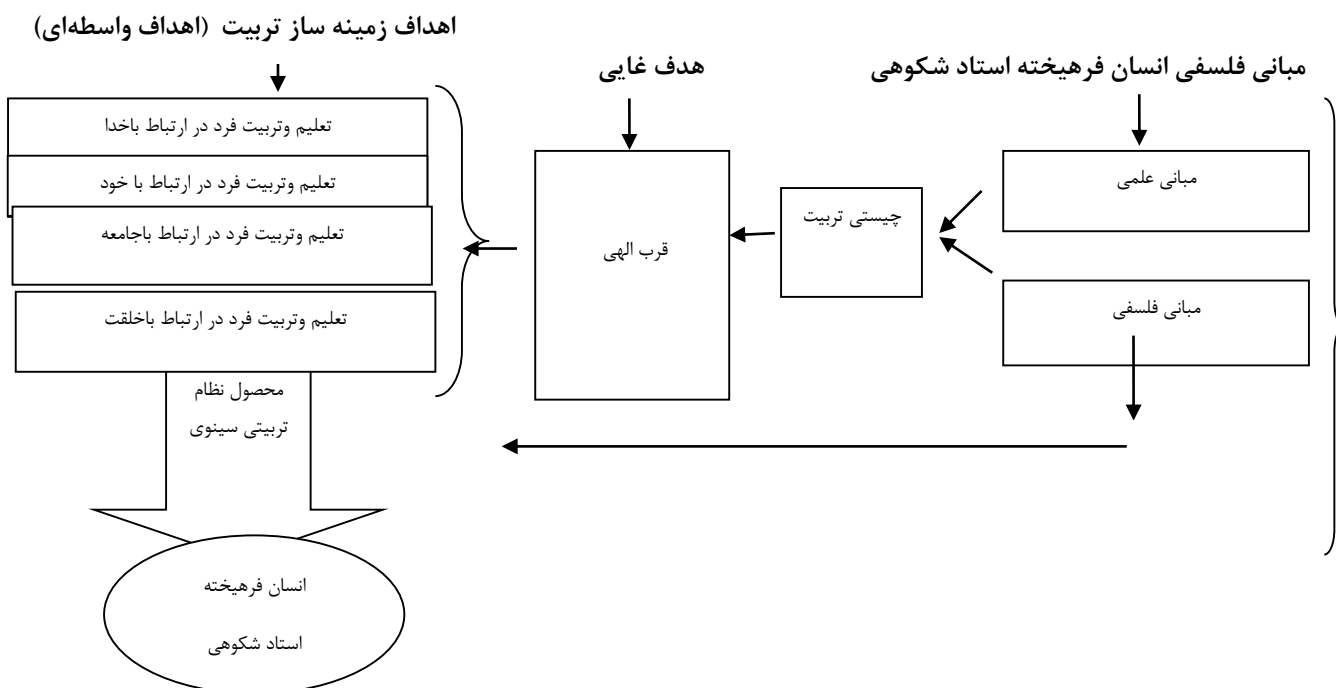 مبانی فلسفی انسان فرهیخته استاد شکوهی
هدف غایی
اهداف زمینه ساز تربیت (اهداف واسطه‌ای)
مبانی علمی
مبانی فلسفی
چیستی تربیت
قرب الهی
تعلیم وتربیت فرد در ارتباط باخدا
تعلیم وتربیت فرد در ارتباط با خود
تعلیم وتربیت فرد در ارتباط باجامعه
تعلیم وتربیت فرد در ارتباط باخلقت
محصول نظام
تربیتی سینوی
انسان فرهیخته
استاد شکوهی